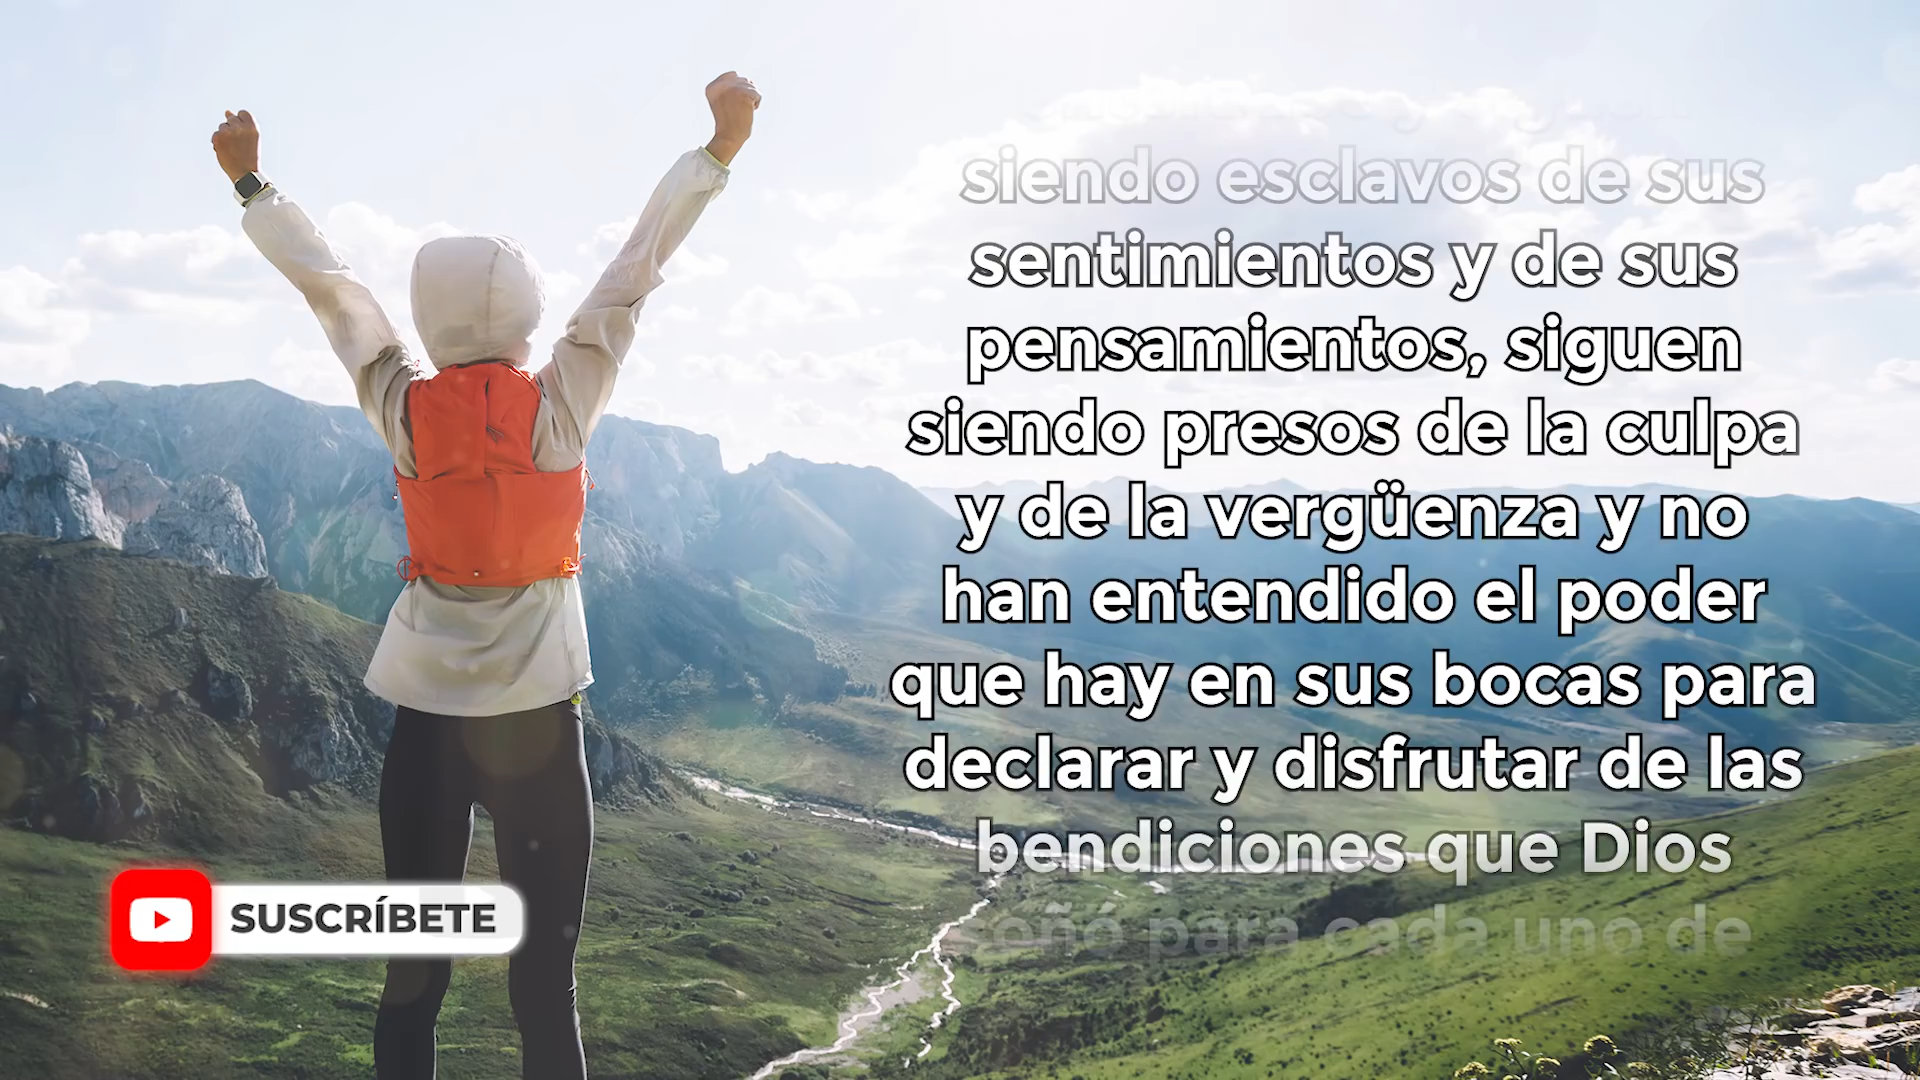 siendo esclavos de sus
sentimientos y de sus
pensamientos, siguen
siendo presos de la culpa
y de la vergüenza y no
han entendido el poder
que hay en sus bocas para
declarar y disfrutar de las
bendiciones que Dios
soñó para cada uno de
SUSCRÍBETE